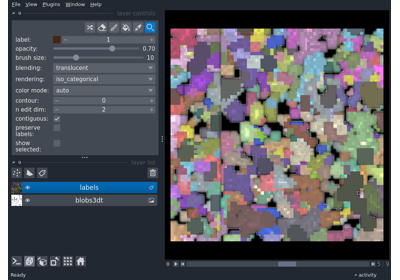 File View Plugins Window Help
layer controls
label: 1
opacity: 0.70
brush size: 10
blending: translucent
rendering: iso_categorical
color mode: auto
contour: 0
n edit dim: 2
contiguous:
preserve
labels:
show
selected:
layer list
labels
blobs3dt
Ready
activity